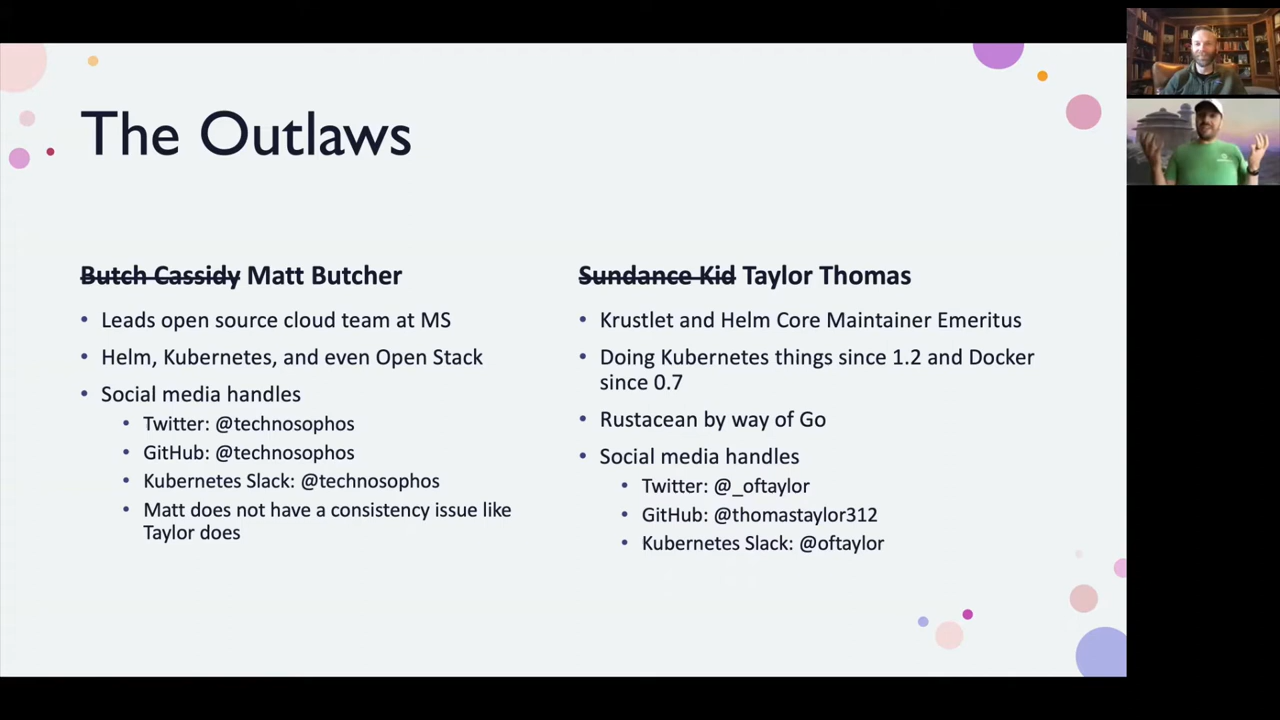 The Outlaws
Butch Cassidy Matt Butcher
• Leads open source cloud team at MS
• Helm, Kubernetes, and even Open Stack
• Social media handles
• Twitter: @technosophos
• GitHub: @technosophos
• Kubernetes Slack: @technosophos
• Matt does not have a consistency issue like
Taylor does
Sundance Kid Taylor Thomas
• Krustlet and Helm Core Maintainer Emeritus
• Doing Kubernetes things since 1.2 and Docker
since 0.7
• Rustacean by way of Go
• Social media handles
• Twitter: @_oftaylor
• GitHub: @thomastaylor312
• Kubernetes Slack: @oftaylor